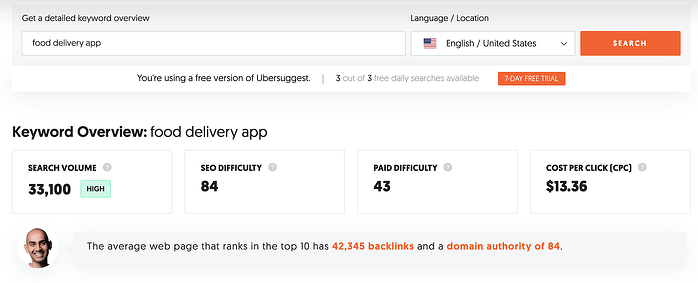 Get a detailed keyword overview
Language / Location
food delivery app
English / United States
SEARCH
You're using a free version of Ubersuggest. | 3 out of 3 free daily searches available
7-DAY FREE TRIAL
Keyword Overview: food delivery app
SEARCH VOLUME ?
33,100 HIGH
SEO DIFFICULTY ?
84
PAID DIFFICULTY ?
43
COST PER CLICK (CPC) ?
$13.36
The average web page that ranks in the top 10 has 42,345 backlinks and a domain authority of 84.